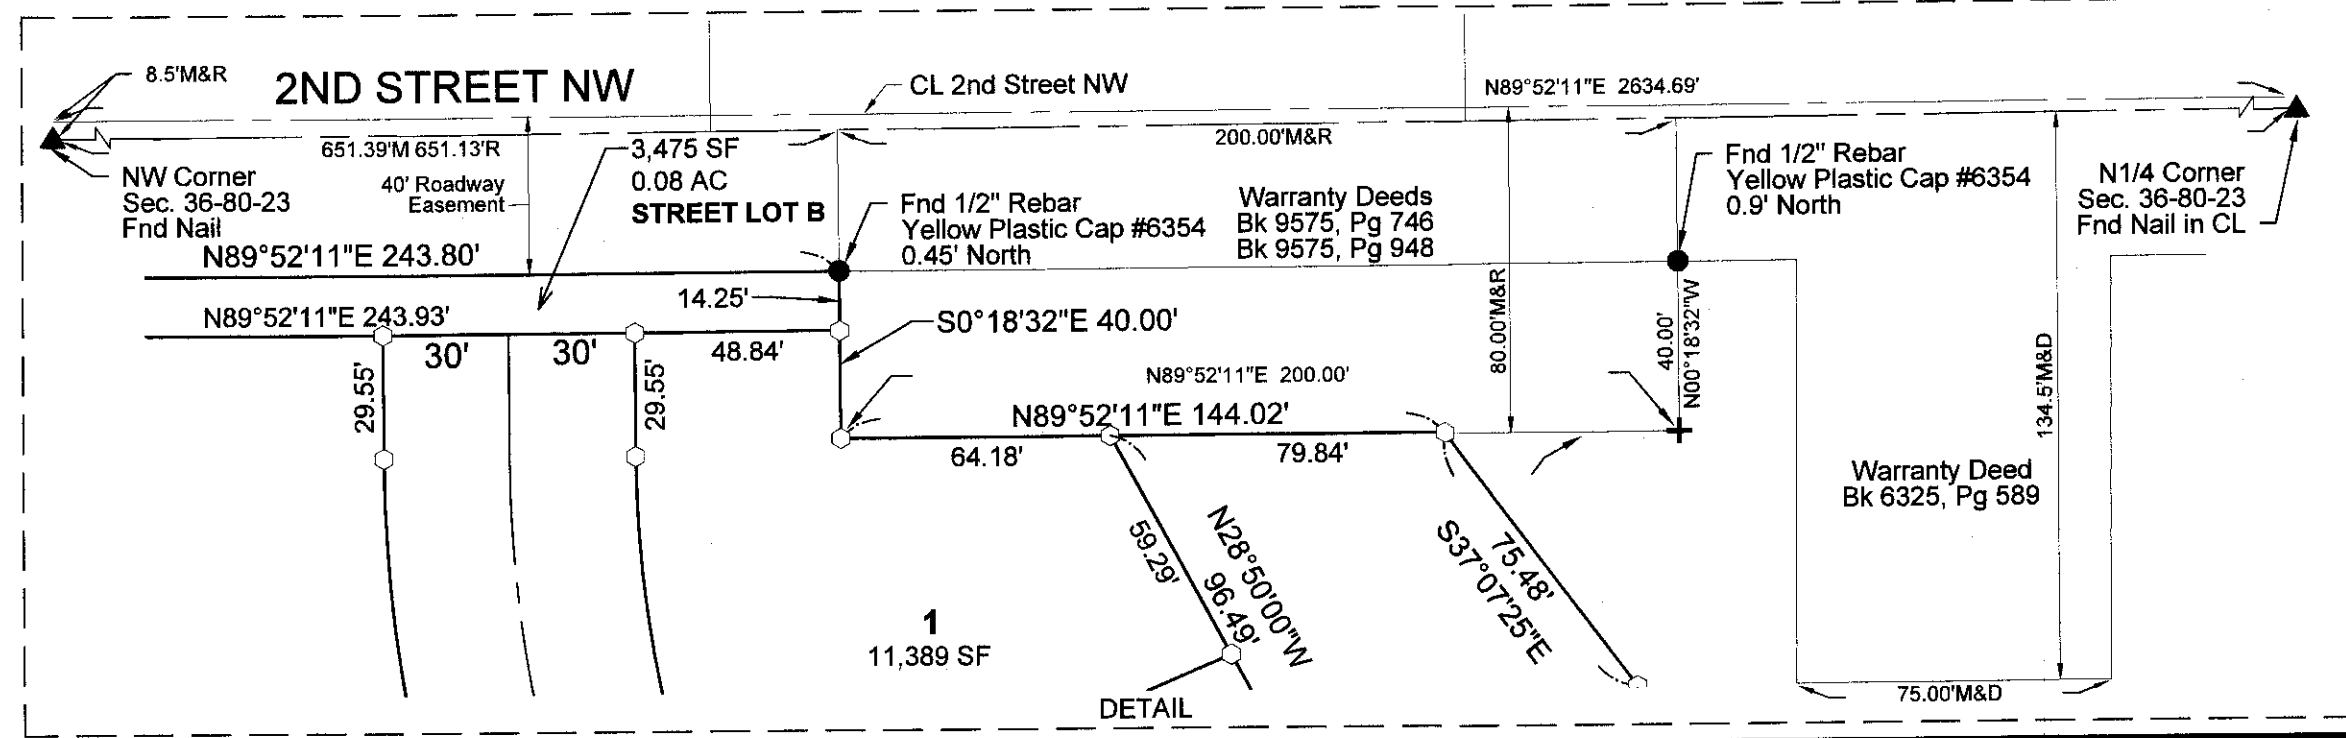 8.5'M&R
2ND STREET NW
CL 2nd Street NW
N89°52'11"E 2634.69'
651.39'M 651.13'R
200.00'M&R
3,475 SF
0.08 AC
STREET LOT B
40' Roadway
Easement
NW Corner
Sec. 36-80-23
Fnd Nail
Fnd 1/2" Rebar
Yellow Plastic Cap #6354
0.45' North
Warranty Deeds
Bk 9575, Pg 746
Bk 9575, Pg 948
Fnd 1/2" Rebar
Yellow Plastic Cap #6354
0.9' North
N1/4 Corner
Sec. 36-80-23
Fnd Nail in CL
N89°52'11"E 243.80'
14.25'
N89°52'11"E 243.93'
S0°18'32"E 40.00'
30'
30'
48.84'
29.55'
29.55'
80.00'M&R
40.00'
N00°18'32"W
134.5'M&D
N89°52'11"E 200.00'
N89°52'11"E 144.02'
64.18'
79.84'
Warranty Deed
Bk 6325, Pg 589
59.29'
N28°50'00"W
96.49'
75.48'
S37°07'25"E
1
11,389 SF
75.00'M&D
DETAIL